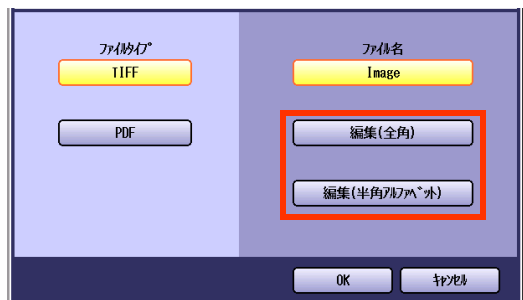 ﾌｧｲﾙﾀｲﾌﾟ
TIFF
PDF
ﾌｧｲﾙ名
Image
編集(全角)
編集(半角ｱﾙﾌｧﾍﾞｯﾄ)
OK
ｷｬﾝｾﾙ